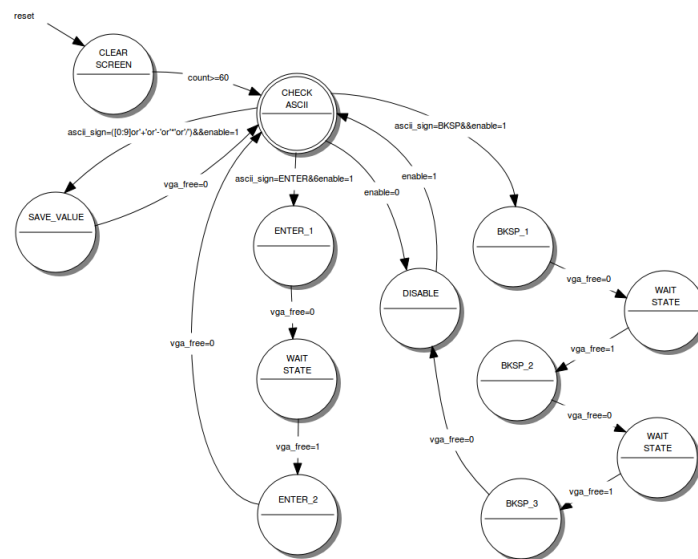 reset
CLEAR
SCREEN
count>=60
CHECK
ASCII
ascii_sign=([0:9]or'+'or'-'or'*'or'/')&&enable=1
ascii_sign=BKSP&&enable=1
vga_free=0
ascii_sign=ENTER&6enable=1
enable=0
enable=1
SAVE_VALUE
ENTER_1
BKSP_1
vga_free=0
DISABLE
WAIT
STATE
vga_free=0
vga_free=0
vga_free=1
WAIT
STATE
BKSP_2
vga_free=0
vga_free=1
vga_free=0
WAIT
STATE
vga_free=1
ENTER_2
BKSP_3